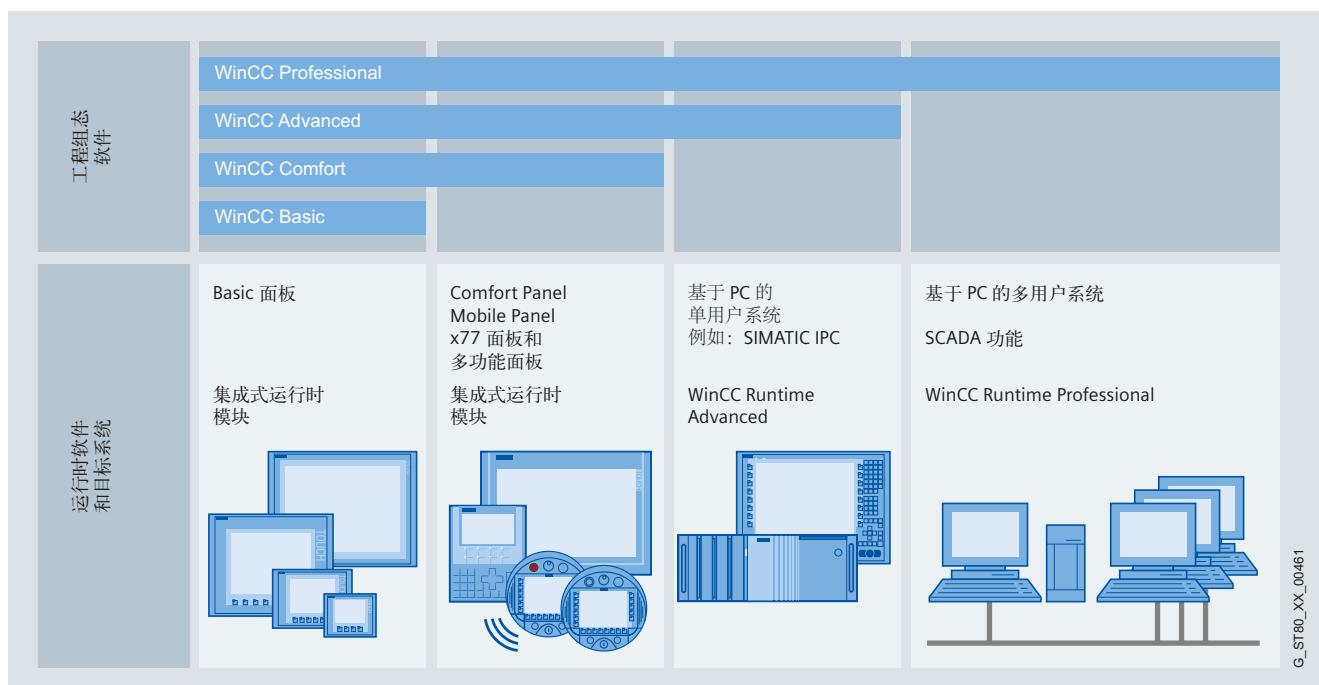 工程组态
软件
WinCC Professional
WinCC Advanced
WinCC Comfort
WinCC Basic
运行时软件
和目标系统
Basic 面板
集成式运行时
模块
Comfort Panel
Mobile Panel
x77 面板和
多功能面板
集成式运行时
模块
基于 PC 的
单用户系统
例如：SIMATIC IPC
WinCC Runtime
Advanced
基于 PC 的多用户系统
SCADA 功能
WinCC Runtime Professional
TOUCH
G_ST80_XX_00461